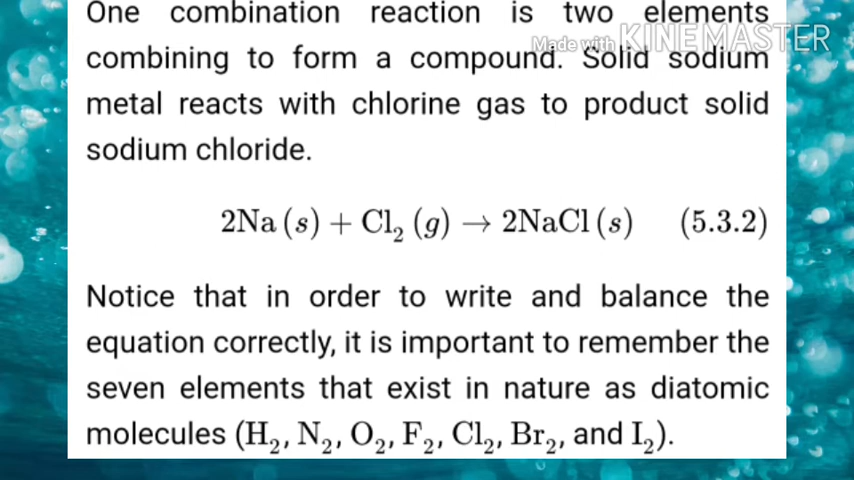 One combination reaction is two elements
Made with KINEMASTER
combining to form a compound. Solid sodium
metal reacts with chlorine gas to product solid
sodium chloride.
2Na (s) + Cl₂ (g) → 2NaCl (s) (5.3.2)
Notice that in order to write and balance the
equation correctly, it is important to remember the
seven elements that exist in nature as diatomic
molecules (H₂, N₂, O₂, F₂, Cl₂, Br₂, and I₂).